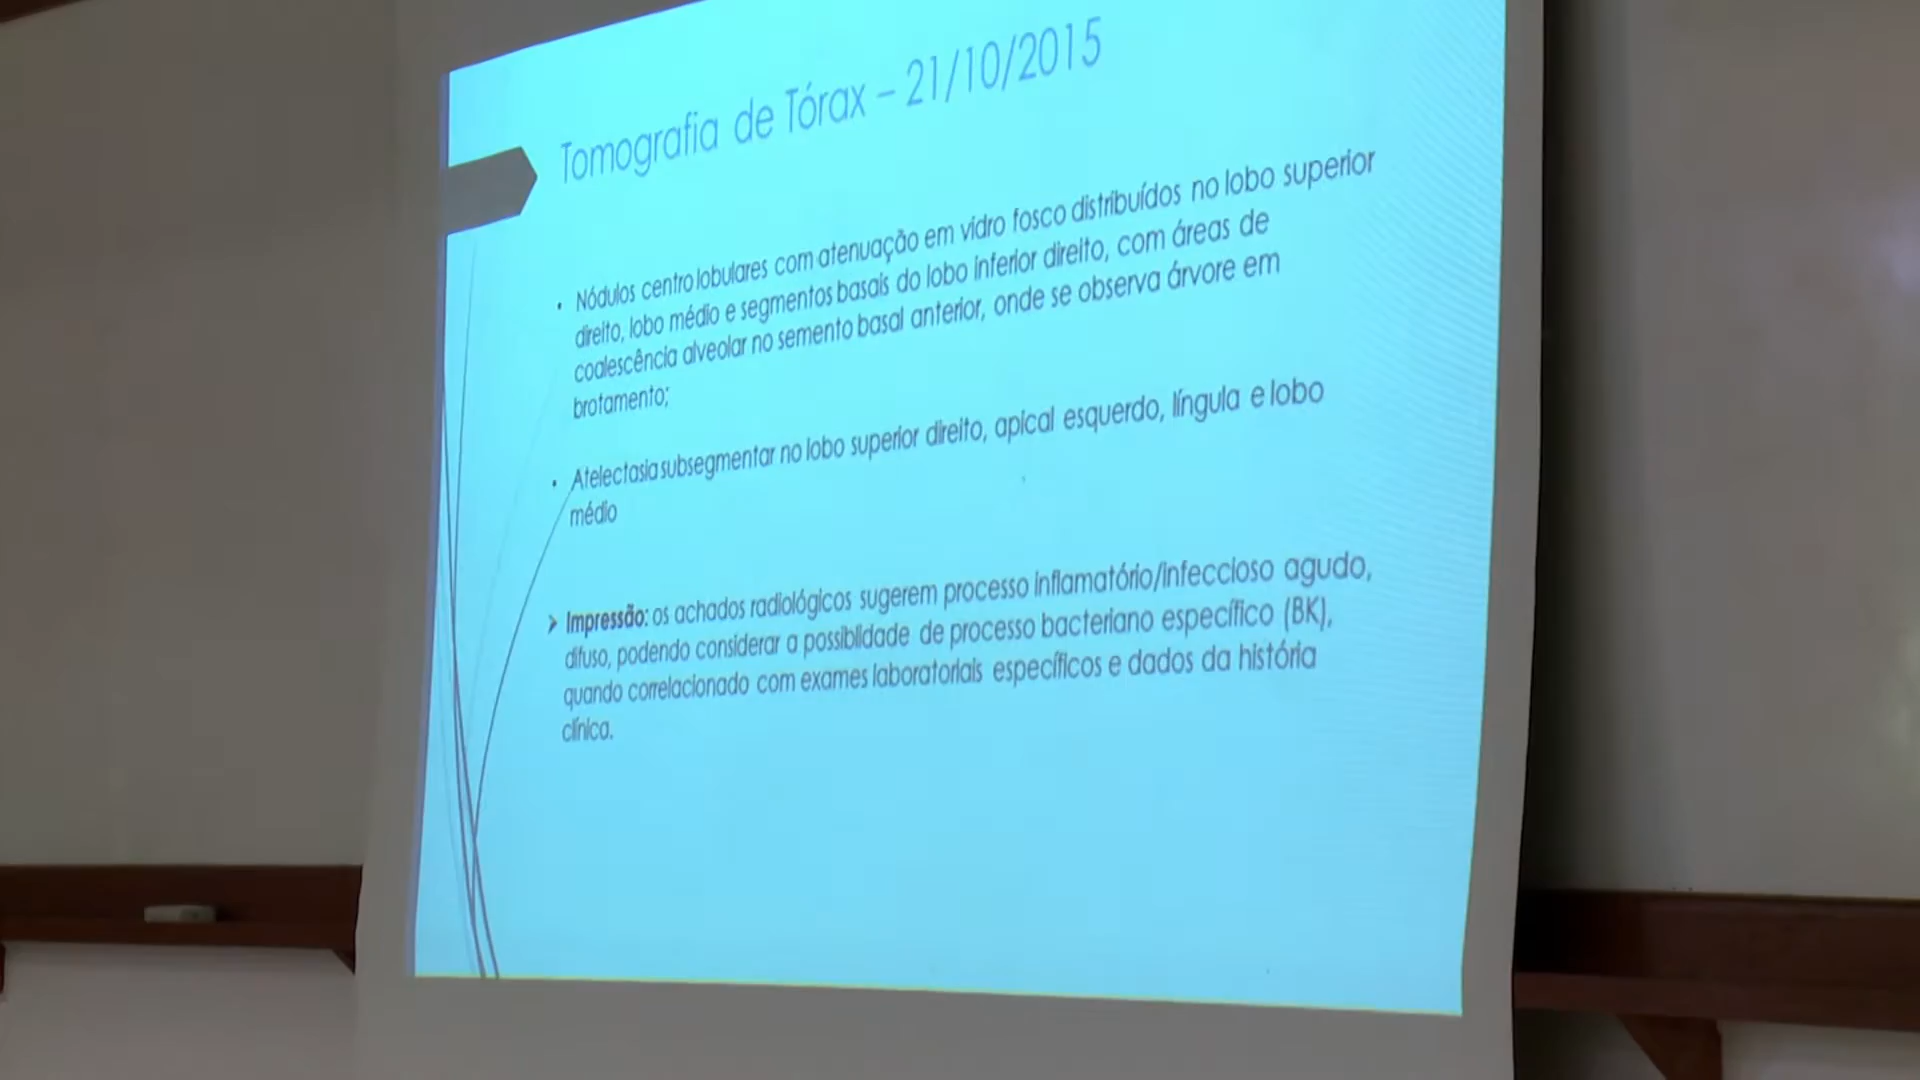 Tomografia de Tórax – 21/10/2015
• Nódulos centro lobulares com atenuação em vidro fosco distribuídos no lobo superior
direito, lobo médio e segmentos basais do lobo inferior direito, com áreas de
coalescência alveolar no semento basal anterior, onde se observa árvore em
brotamento;
• Atelectasia subsegmentar no lobo superior direito, apical esquerdo, língula e lobo
médio
➤ Impressão: os achados radiológicos sugerem processo inflamatório/infeccioso agudo,
difuso, podendo considerar a possiblidade de processo bacteriano específico (BK),
quando correlacionado com exames laboratoriais específicos e dados da história
clínica.